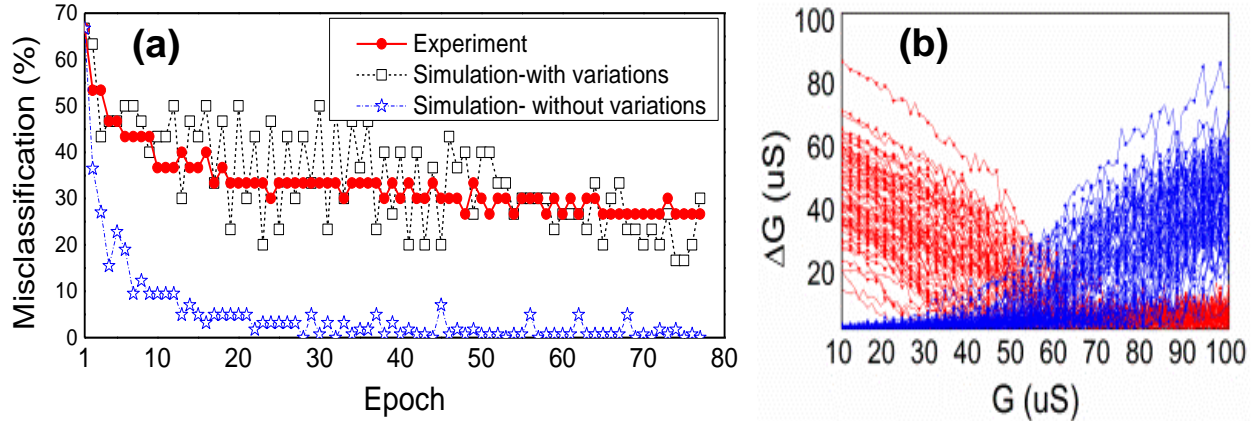 (a)
Experiment
Simulation-with variations
Simulation- without variations
Misclassification (%)
70
60
50
40
30
20
10
0
1 10 20 30 40 50 60 70 80
Epoch
(b)
ΔG (uS)
100
80
60
40
20
10 20 30 40 50 60 70 80 90 100
G (uS)